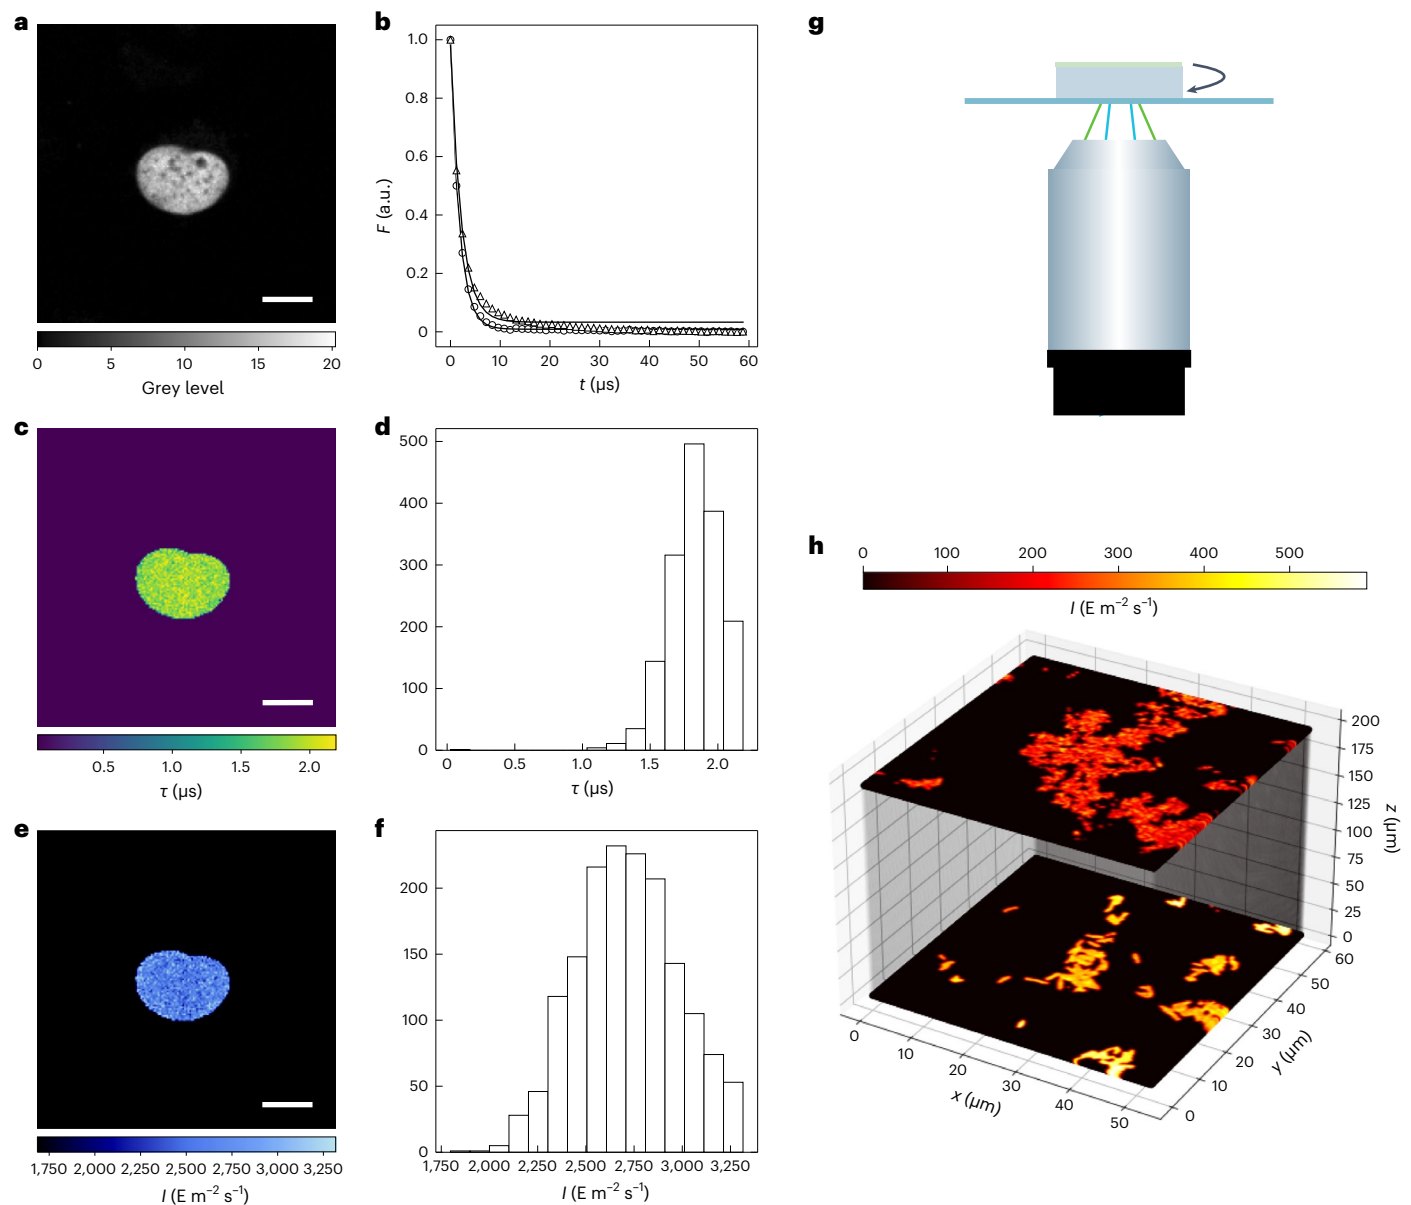 a
0 5 10 15 20
Grey level
b
1.0
0.8
0.6
0.4
0.2
0
F (a.u.)
0 10 20 30 40 50 60
t (µs)
c
0.5 1.0 1.5 2.0
τ (µs)
d
500
400
300
200
100
0
0 0.5 1.0 1.5 2.0
τ (µs)
e
1,750 2,000 2,250 2,500 2,750 3,000 3,250
I (E m⁻² s⁻¹)
f
200
150
100
50
0
1,750 2,000 2,250 2,500 2,750 3,000 3,250
I (E m⁻² s⁻¹)
g
h
0 100 200 300 400 500
I (E m⁻² s⁻¹)
200
175
150
125
100
75
50
25
0
z (µm)
60
50
40
30
20
10
0
y (µm)
0 10 20 30 40 50
x (µm)